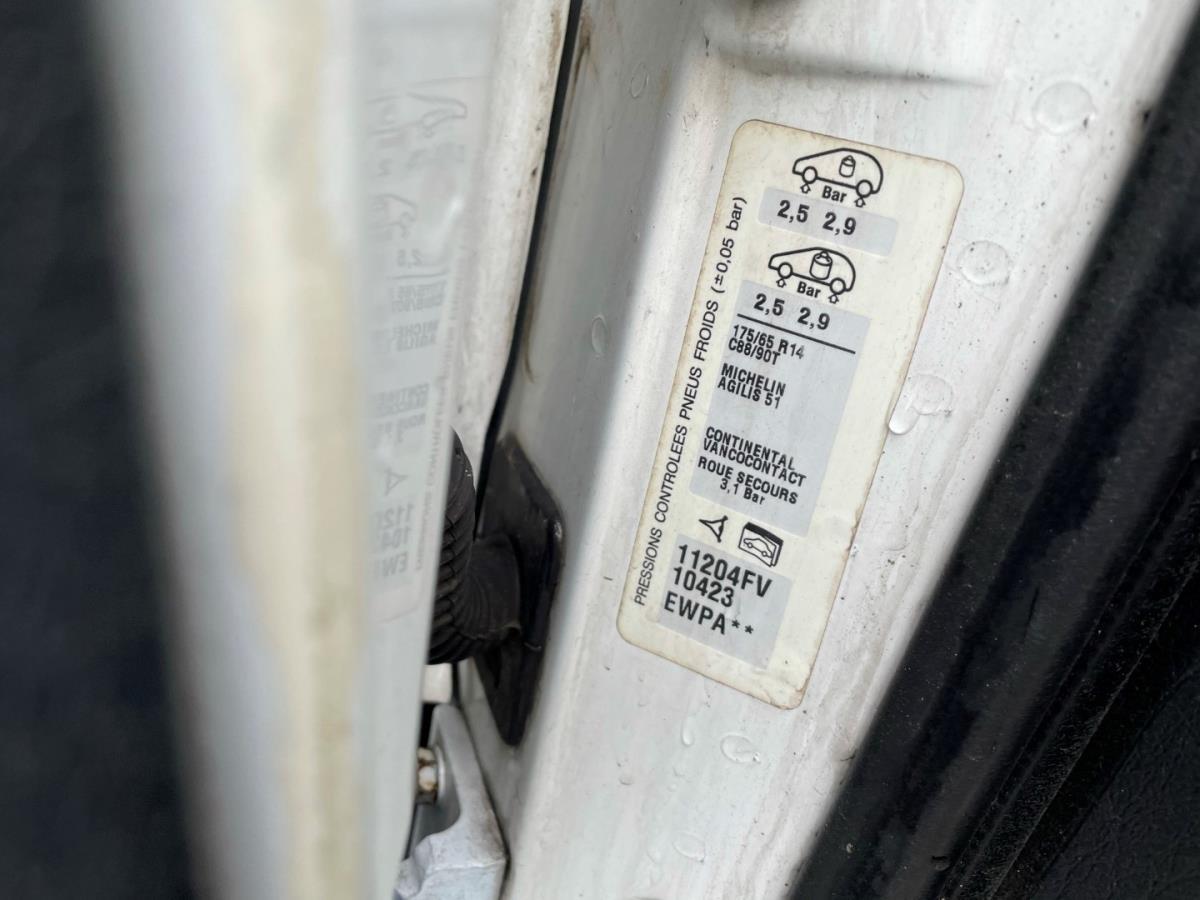 Bar
2,5 2,9
Bar
2,5 2,9
175/65 R14
C88/90T
MICHELIN
AGILIS 51
CONTINENTAL
VANCOCONTACT
ROUE SECOURS
3,1 Bar
11204FV
10423
EWPA**
PRESSIONS CONTROLEES PNEUS FROIDS (±0,05 bar)